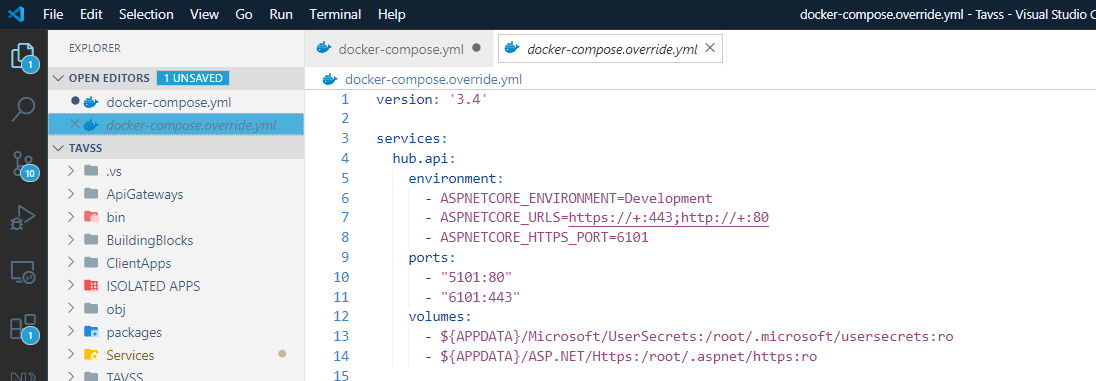 File Edit Selection View Go Run Terminal Help docker-compose.override.yml - Tavss - Visual Studio C
EXPLORER
OPEN EDITORS 1 UNSAVED
docker-compose.yml
docker-compose.override.yml
TAVSS
.vs
ApiGateways
bin
BuildingBlocks
ClientApps
ISOLATED APPS
obj
packages
Services
TAVSS
1
10
1
docker-compose.yml docker-compose.override.yml
docker-compose.override.yml
1 version: '3.4'
2
3 services:
4 hub.api:
5 environment:
6 - ASPNETCORE_ENVIRONMENT=Development
7 - ASPNETCORE_URLS=https://+:443;http://+:80
8 - ASPNETCORE_HTTPS_PORT=6101
9 ports:
10 - "5101:80"
11 - "6101:443"
12 volumes:
13 - ${APPDATA}/Microsoft/UserSecrets:/root/.microsoft/usersecrets:ro
14 - ${APPDATA}/ASP.NET/Https:/root/.aspnet/https:ro
15